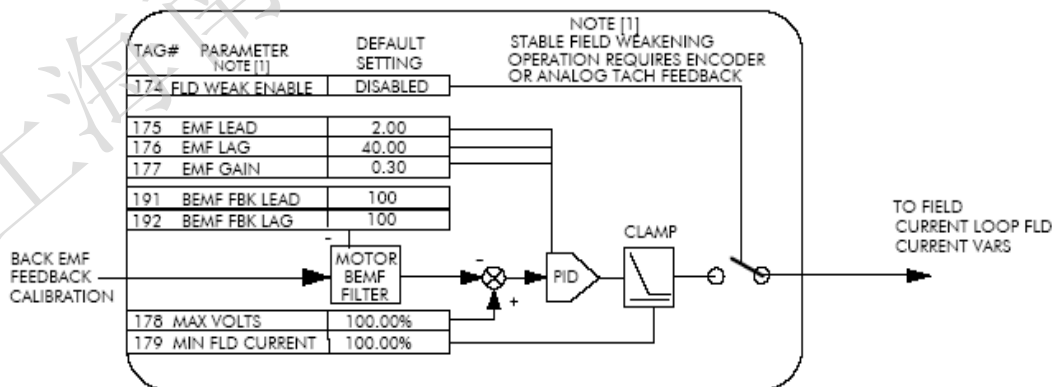 上海南
NOTE [1]
STABLE FIELD WEAKENING
OPERATION REQUIRES ENCODER
OR ANALOG TACH FEEDBACK
TAG# PARAMETER DEFAULT
NOTE [1] SETTING
174 FLD WEAK ENABLE DISABLED
175 EMF LEAD 2.00
176 EMF LAG 40.00
177 EMF GAIN 0.30
191 BEMF FBK LEAD 100
192 BEMF FBK LAG 100
BACK EMF
FEEDBACK
CALIBRATION
-
MOTOR
BEMF
FILTER
-
+
PID
CLAMP
TO FIELD
CURRENT LOOP FLD
CURRENT VARS
178 MAX VOLTS 100.00%
179 MIN FLD CURRENT 100.00%